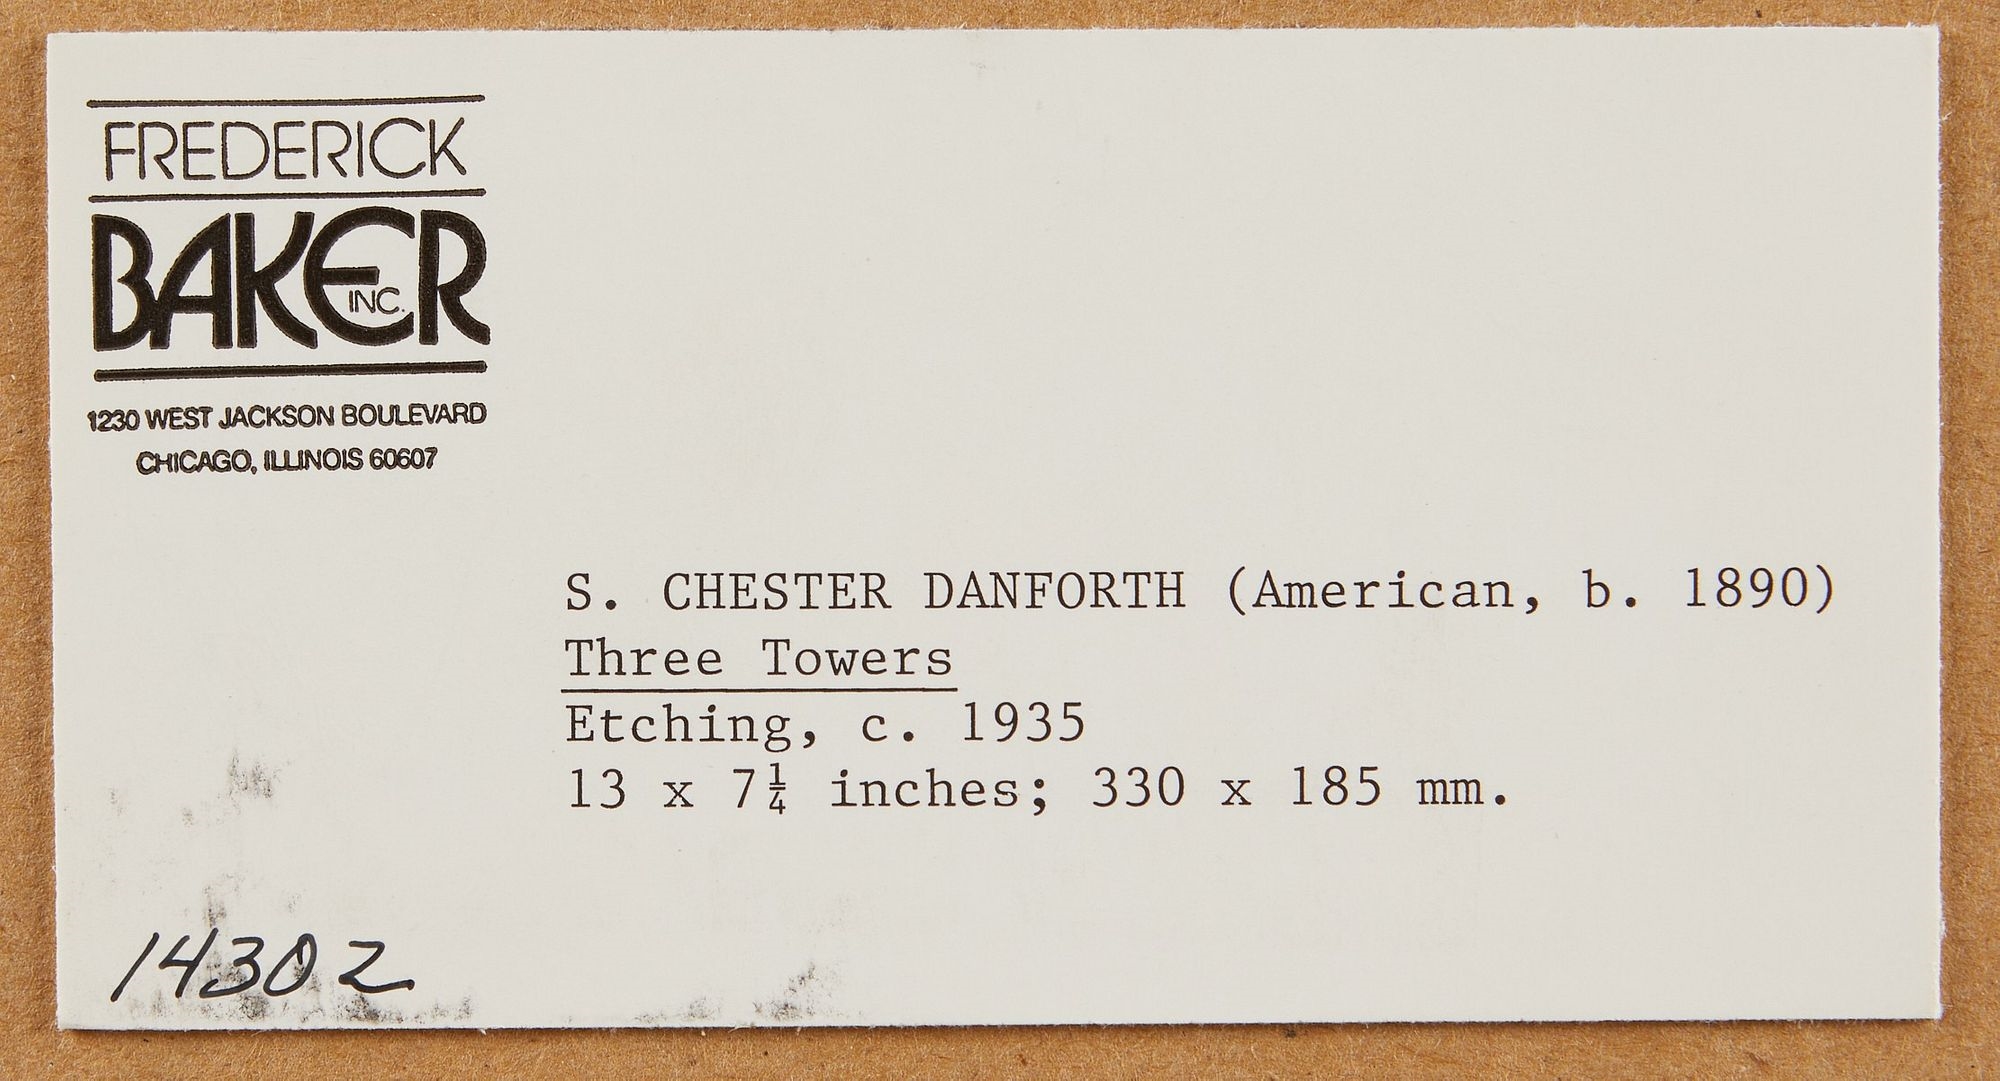 FREDERICK
BAKER
INC.
1230 WEST JACKSON BOULEVARD
CHICAGO, ILLINOIS 60607
S. CHESTER DANFORTH (American, b. 1890)
Three Towers
Etching, c. 1935
13 x 7¼ inches; 330 x 185 mm.
14302